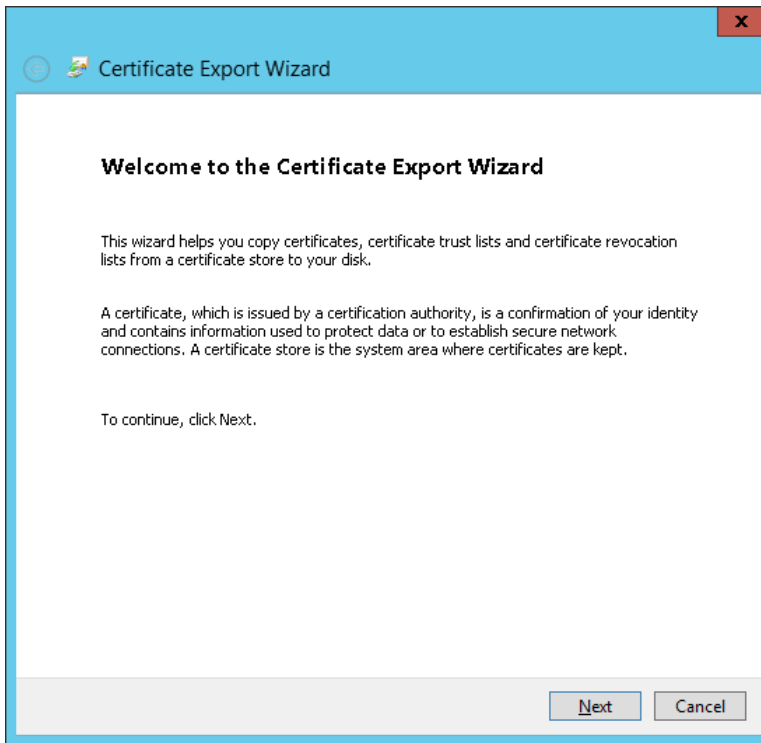 x
Certificate Export Wizard
Welcome to the Certificate Export Wizard
This wizard helps you copy certificates, certificate trust lists and certificate revocation
lists from a certificate store to your disk.
A certificate, which is issued by a certification authority, is a confirmation of your identity
and contains information used to protect data or to establish secure network
connections. A certificate store is the system area where certificates are kept.
To continue, click Next.
Next Cancel